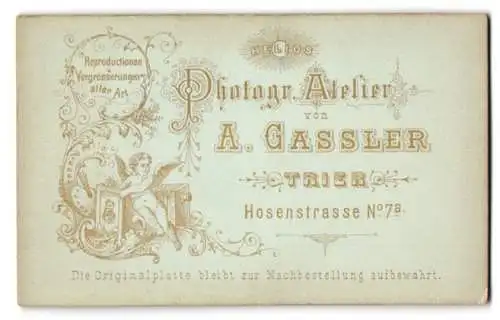 HELIOS
Reproductionen
u.
Vergrösserungen
aller Art
Photogr. Atelier
von
A. GASSLER
TRIER
Hosenstrasse No 7a.
Die Originalplatte bleibt zur Nachbestellung aufbewahrt.